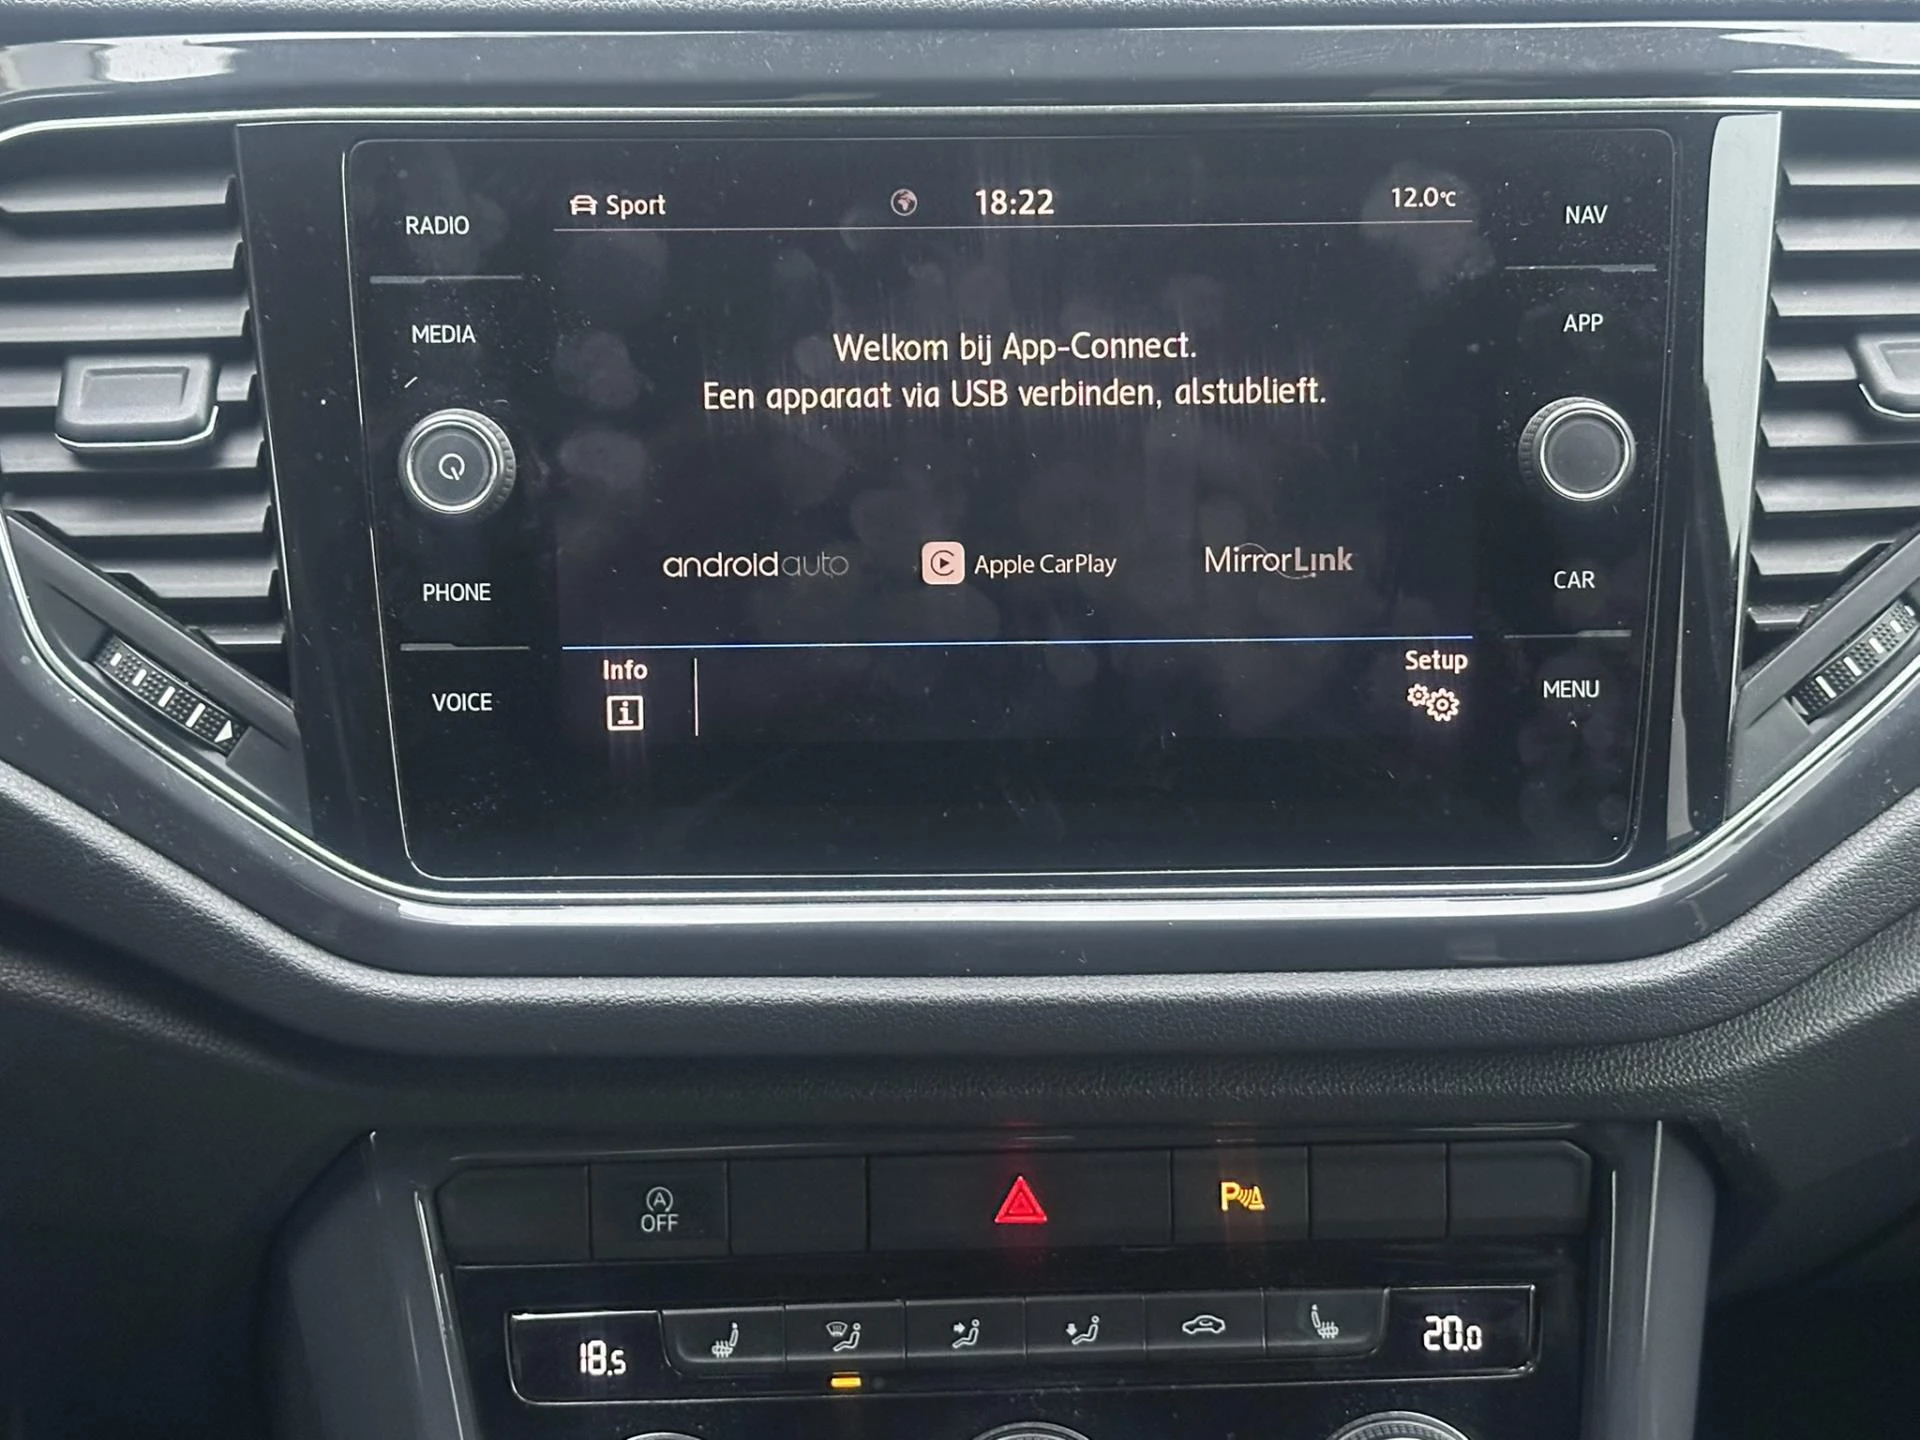 Sport 18:22 12.0°C
RADIO
MEDIA
PHONE
VOICE
Welkom bij App-Connect.
Een apparaat via USB verbinden, alstublieft.
androidauto Apple CarPlay MirrorLink
Info
Setup
NAV
APP
CAR
MENU
A
OFF
P
18.5
20.0